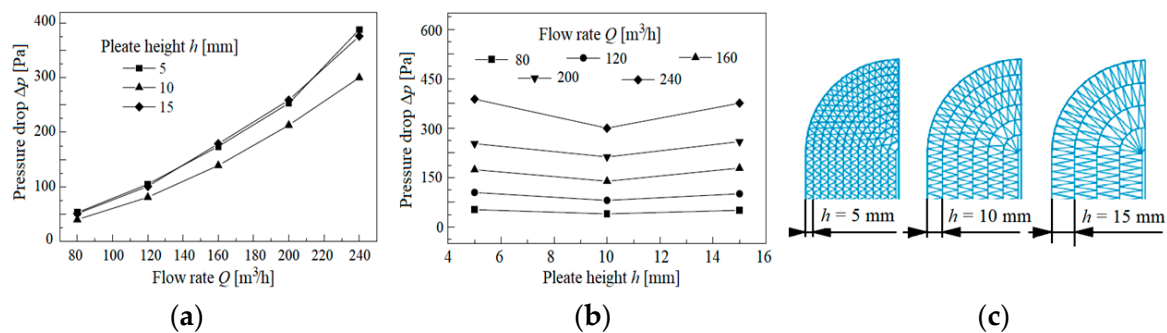 400
300
200
100
0
Pressure drop Δp [Pa]
Pleate height h [mm]
5
10
15
80 100 120 140 160 180 200 220 240
Flow rate Q [m³/h]
(a)
600
450
300
150
0
Pressure drop Δp [Pa]
Flow rate Q [m³/h]
80 120 160
200 240
4 6 8 10 12 14 16
Pleate height h [mm]
(b)
h = 5 mm h = 10 mm h = 15 mm
(c)